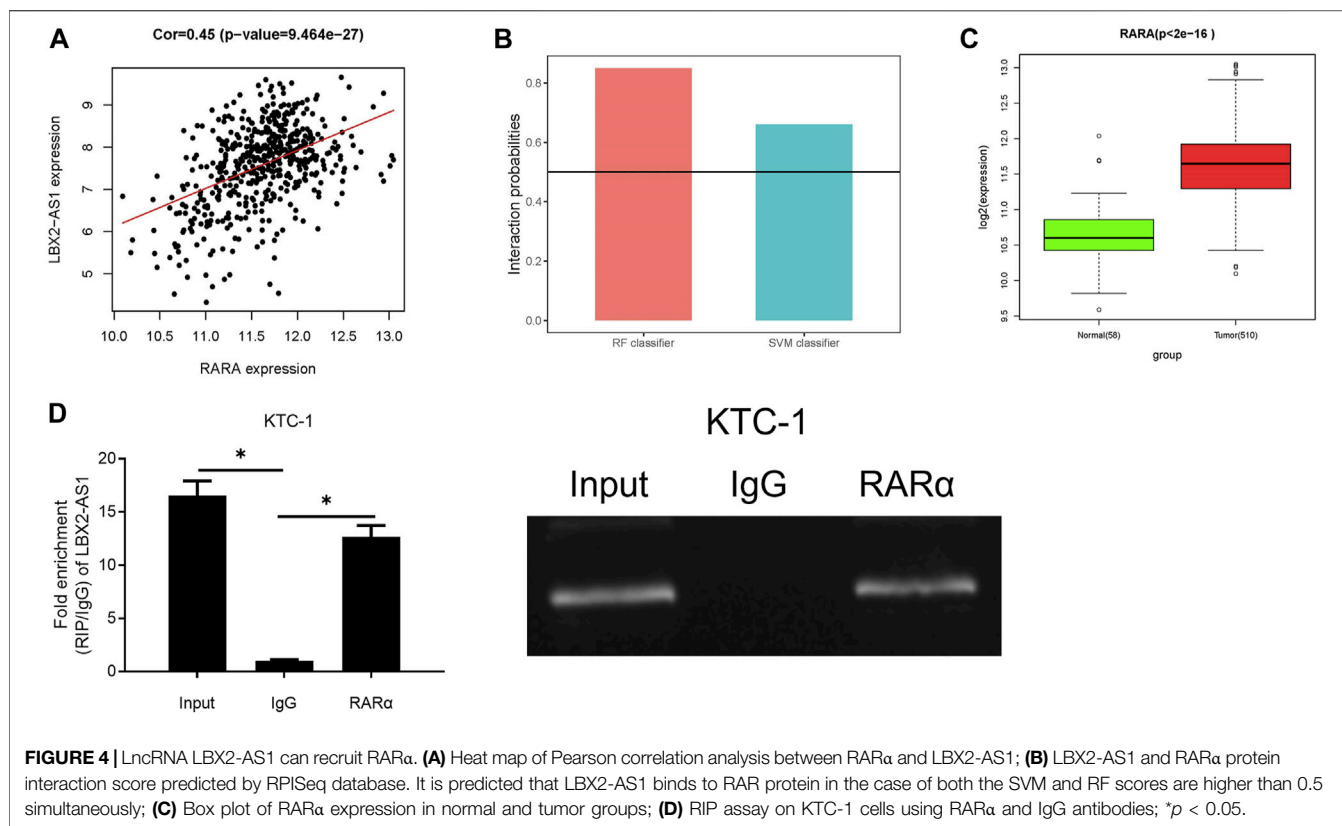 A
Cor=0.45 (p-value=9.464e-27)
LBX2-AS1 expression
9
8
7
6
5
10.0 10.5 11.0 11.5 12.0 12.5 13.0
RARA expression
B
Interaction probabilities
0.8
0.6
0.4
0.2
0.0
RF classifier SVM classifier
C
RARA(p<2e-16 )
log2(expression)
13.0
12.5
12.0
11.5
11.0
10.5
10.0
9.5
Normal(58) Tumor(510)
group
D
KTC-1
Fold enrichment
(RIP/IgG) of LBX2-AS1
20
15
10
5
0
*
*
Input IgG RARα
KTC-1
Input IgG RARα
FIGURE 4 | LncRNA LBX2-AS1 can recruit RARα. (A) Heat map of Pearson correlation analysis between RARα and LBX2-AS1; (B) LBX2-AS1 and RARα protein
interaction score predicted by RPISeq database. It is predicted that LBX2-AS1 binds to RAR protein in the case of both the SVM and RF scores are higher than 0.5
simultaneously; (C) Box plot of RARα expression in normal and tumor groups; (D) RIP assay on KTC-1 cells using RARα and IgG antibodies; *p < 0.05.